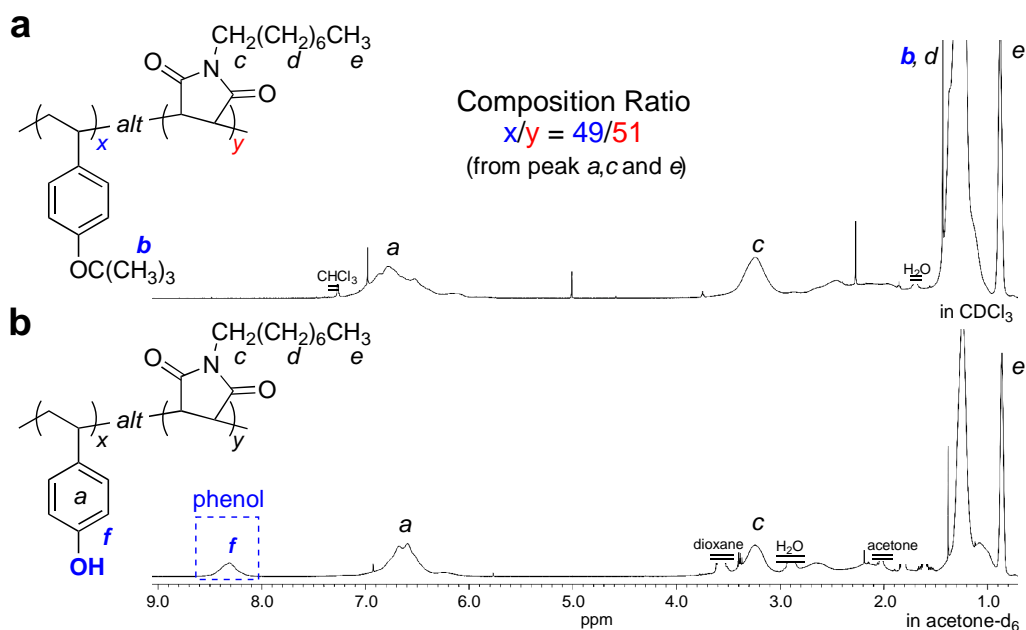 a
CH₂(CH₂)₆CH₃
c d e
O N O
alt
x y
b
OC(CH₃)₃
Composition Ratio
x/y = 49/51
(from peak a,c and e)
b, d e
CHCl₃ a c H₂O
in CDCl₃
b
CH₂(CH₂)₆CH₃
c d e
O N O
alt
x y
a
f
OH
phenol
f a dioxane c H₂O acetone e
9.0 8.0 7.0 6.0 5.0 4.0 3.0 2.0 1.0
ppm
in acetone-d₆